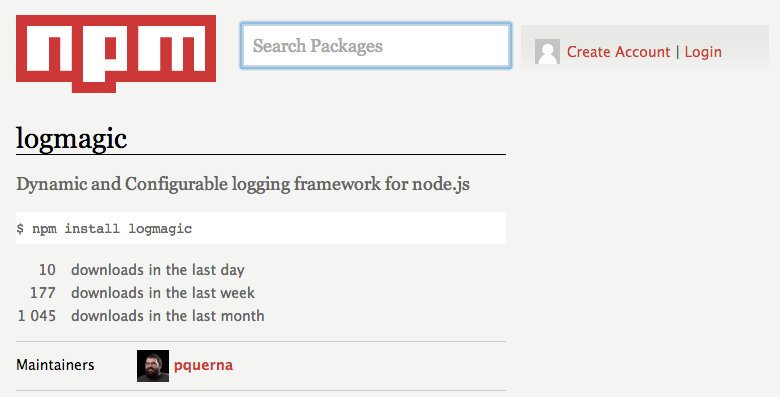 npm
Search Packages
Create Account | Login
logmagic
Dynamic and Configurable logging framework for node.js
$ npm install logmagic
10 downloads in the last day
177 downloads in the last week
1 045 downloads in the last month
Maintainers pquerna